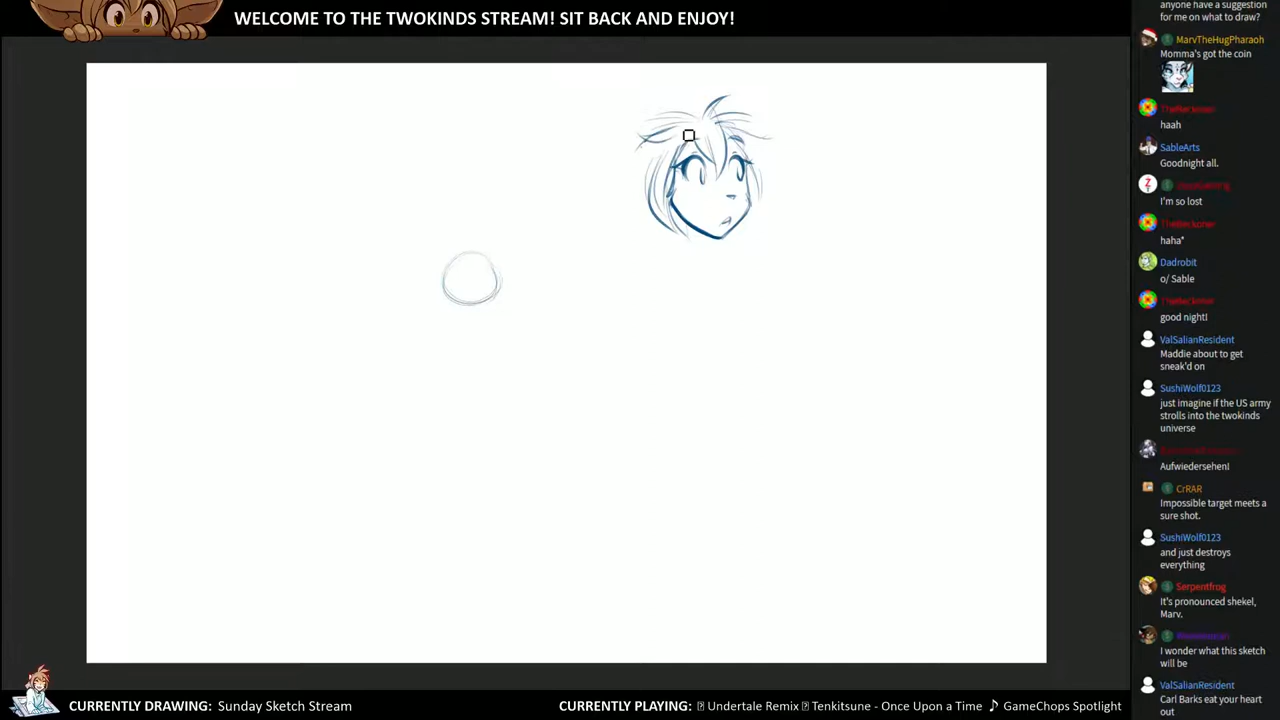 WELCOME TO THE TWOKINDS STREAM! SIT BACK AND ENJOY!
anyone have a suggestion
for me on what to draw?
MarvTheHugPharaoh
Momma's got the coin
haah
SableArts
Goodnight all.
I'm so lost
haha*
Dadrobit
o/ Sable
good night!
ValSalianResident
Maddie about to get
sneak'd on
SushiWolf0123
just imagine if the US army
strolls into the twokinds
universe
Aufwiedersehen!
CrRAR
Impossible target meets a
sure shot.
SushiWolf0123
and just destroys
everything
Serpentfrog
It's pronounced shekel,
Marv.
I wonder what this sketch
will be
ValSalianResident
Carl Barks eat your heart
out
CURRENTLY DRAWING: Sunday Sketch Stream
CURRENTLY PLAYING: Undertale Remix Tenkitsune - Once Upon a Time ♪ GameChops Spotlight